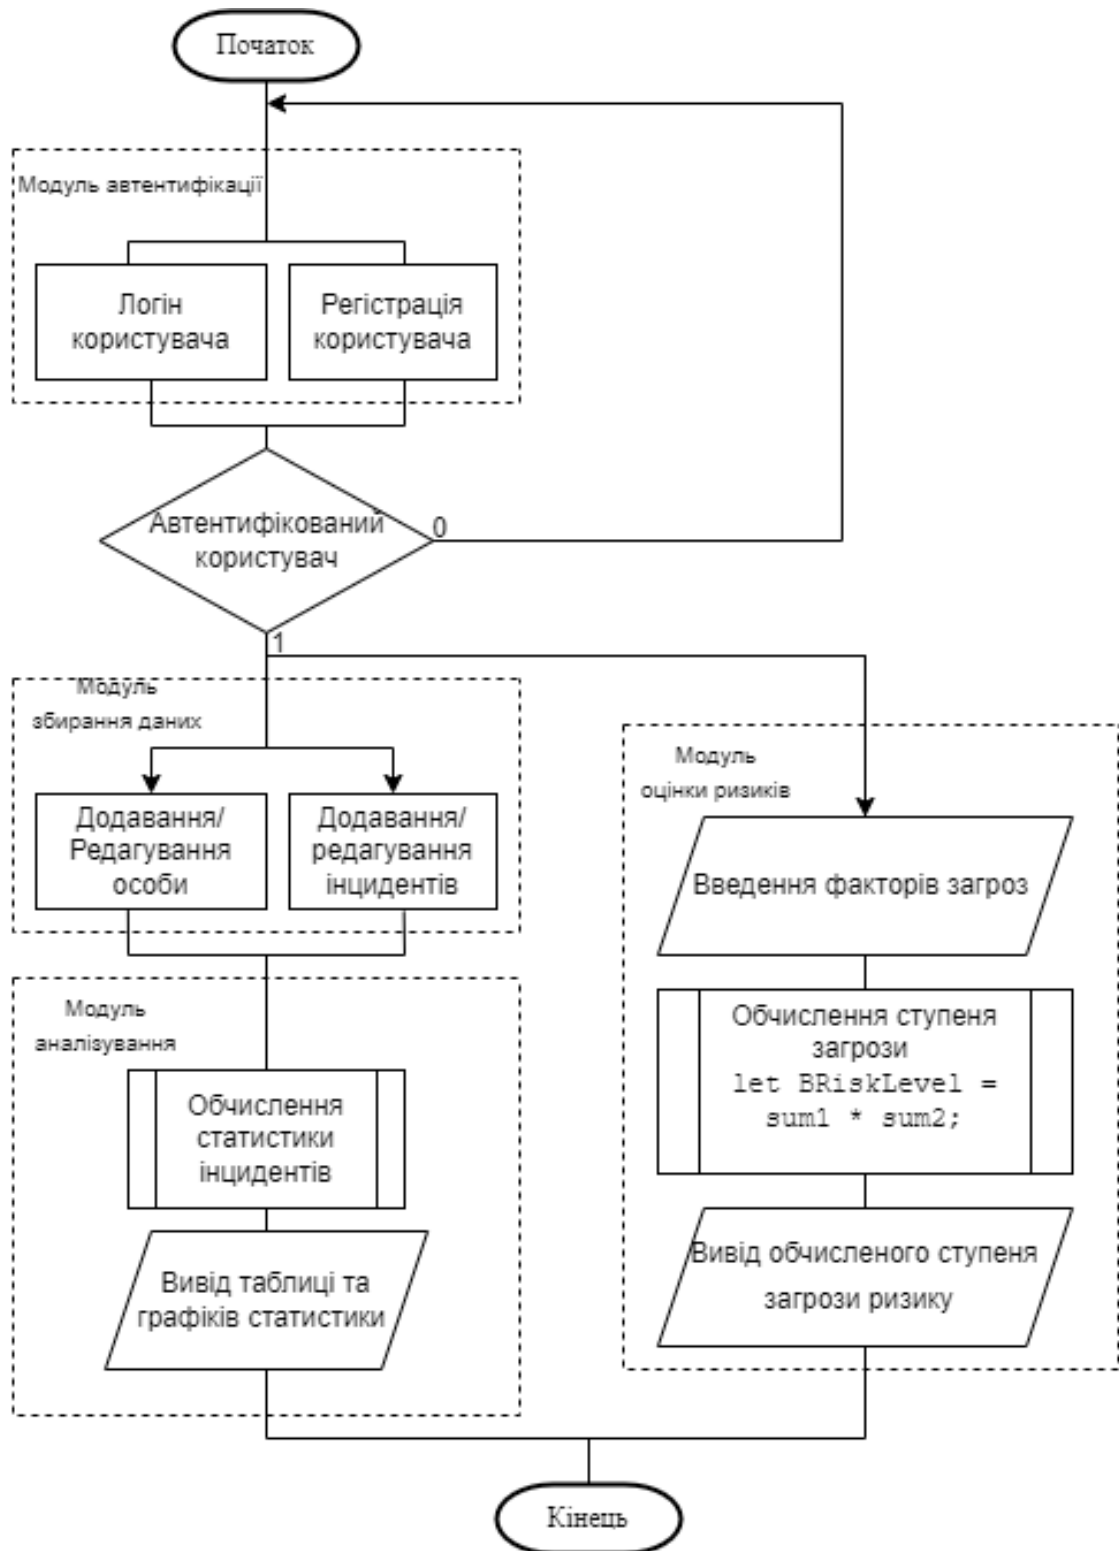 Початок
Модуль автентифікації
Логін
користувача
Регістрація
користувача
Автентифікований
користувач
0
1
Модуль
збирання даних
Додавання/
Редагування
особи
Додавання/
редагування
інцидентів
Модуль
аналізування
Обчислення
статистики
інцидентів
Вивід таблиці та
графіків статистики
Модуль
оцінки ризиків
Введення факторів загроз
Обчислення ступеня
загрози
let BRiskLevel =
sum1 * sum2;
Вивід обчисленого ступеня
загрози ризику
Кінець